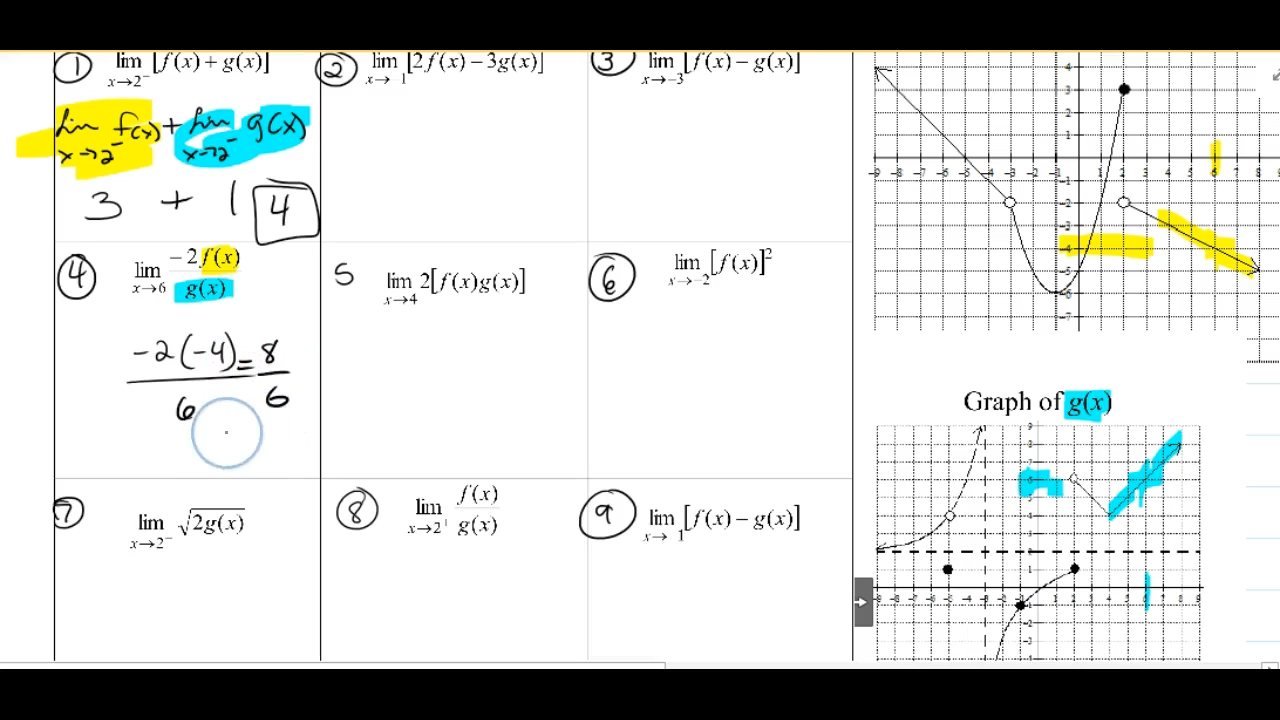 ① lim x→2⁻ [f(x) + g(x)]
lim x→2⁻ f(x) + lim x→2⁻ g(x)
3 + 1 4
② lim x→-1 [2f(x) − 3g(x)]
③ lim x→−3 [f(x) − g(x)]
④ lim x→6 −2f(x) / g(x)
−2(−4) / 6 = 8 / 6
5 lim x→4 2[f(x)g(x)]
⑥ lim x→−2 [f(x)]²
⑦ lim x→2⁻ √2g(x)
⑧ lim x→2⁺ f(x) / g(x)
⑨ lim x→ 1 [f(x) − g(x)]
Graph of g(x)